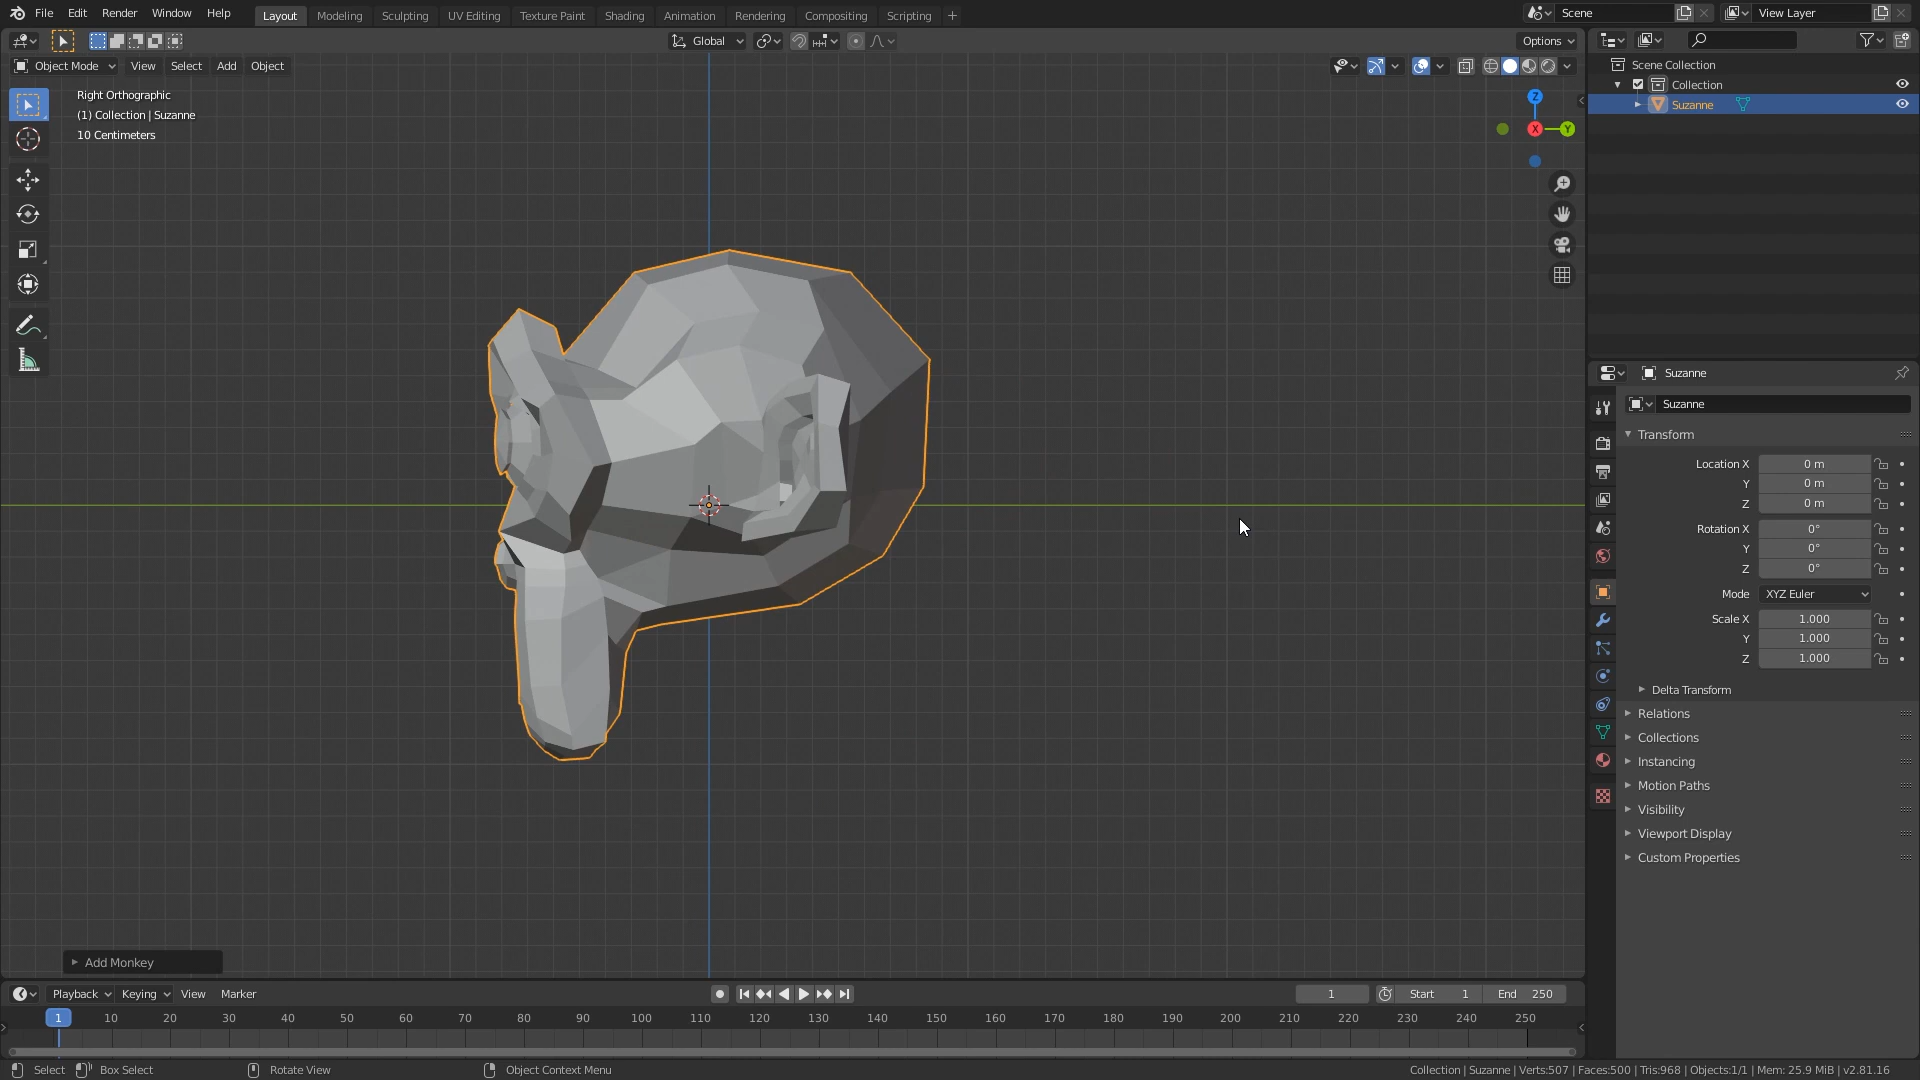 File Edit Render Window Help Layout Modeling Sculpting UV Editing Texture Paint Shading Animation Rendering Compositing Scripting + Scene View Layer
Global Options
Object Mode View Select Add Object
Right Orthographic
(1) Collection | Suzanne
10 Centimeters
Z
X Y
Scene Collection
Collection
Suzanne
Suzanne
Suzanne
Transform
Location X 0 m
Y 0 m
Z 0 m
Rotation X 0°
Y 0°
Z 0°
Mode XYZ Euler
Scale X 1.000
Y 1.000
Z 1.000
Delta Transform
Relations
Collections
Instancing
Motion Paths
Visibility
Viewport Display
Custom Properties
Add Monkey
Playback Keying View Marker 1 Start 1 End 250
1 10 20 30 40 50 60 70 80 90 100 110 120 130 140 150 160 170 180 190 200 210 220 230 240 250
Select Box Select Rotate View Object Context Menu Collection | Suzanne | Verts:507 | Faces:500 | Tris:968 | Objects:1/1 | Mem: 25.9 MiB | v2.81.16